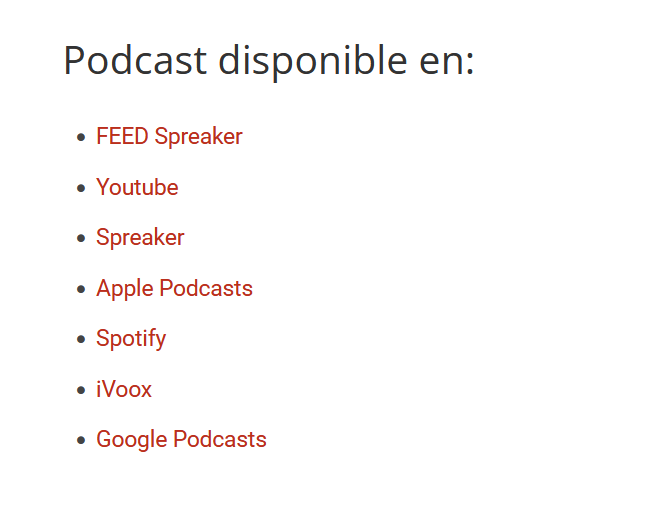 Podcast disponible en:
• FEED Spreaker
• Youtube
• Spreaker
• Apple Podcasts
• Spotify
• iVoox
• Google Podcasts